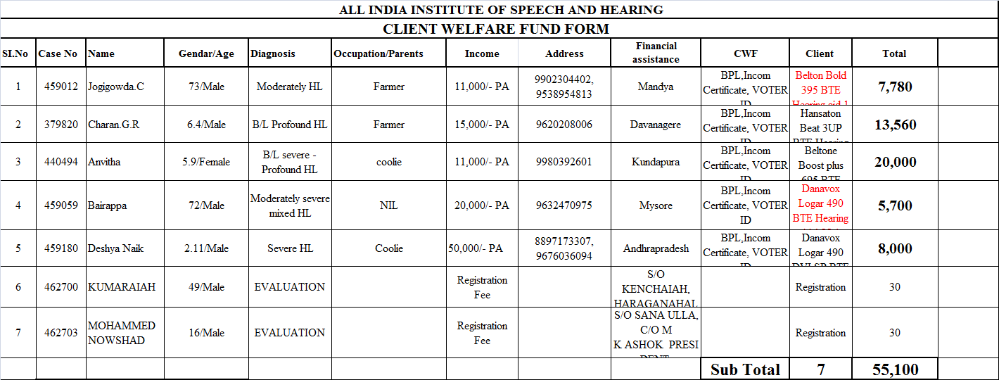 ALL INDIA INSTITUTE OF SPEECH AND HEARING
CLIENT WELFARE FUND FORM
SI.No Case No Name Gendar/Age Diagnosis Occupation/Parents Income Address Financial assistance CWF Client Total
1 459012 Jogigowda.C 73/Male Moderately HL Farmer 11,000/- PA 9902304402, 9538954813 Mandya BPL,Incom Certificate, VOTER ID Belton Bold 395 BTE Hearing aid 1 7,780
2 379820 Charan.G.R 6.4/Male B/L Profound HL Farmer 15,000/- PA 9620208006 Davanagere BPL,Incom Certificate, VOTER ID Hansaton Beat 3UP BTE Hearing 13,560
3 440494 Anvitha 5.9/Female B/L severe - Profound HL coolie 11,000/- PA 9980392601 Kundapura BPL,Incom Certificate, VOTER ID Beltone Boost plus 695 BTE 20,000
4 459059 Bairappa 72/Male Moderately severe mixed HL NIL 20,000/- PA 9632470975 Mysore BPL,Incom Certificate, VOTER ID Danavox Logar 490 BTE Hearing 5,700
5 459180 Deshya Naik 2.11/Male Severe HL Coolie 50,000/- PA 8897173307, 9676036094 Andhrapradesh BPL,Incom Certificate, VOTER ID Danavox Logar 490 8,000
6 462700 KUMARAIAH 49/Male EVALUATION Registration Fee S/O KENCHAIAH, HARAGANAHAL Registration 30
7 462703 MOHAMMED NOWSHAD 16/Male EVALUATION Registration Fee S/O SANA ULLA, C/O M K ASHOK PRESI DENT Registration 30
Sub Total 7 55,100